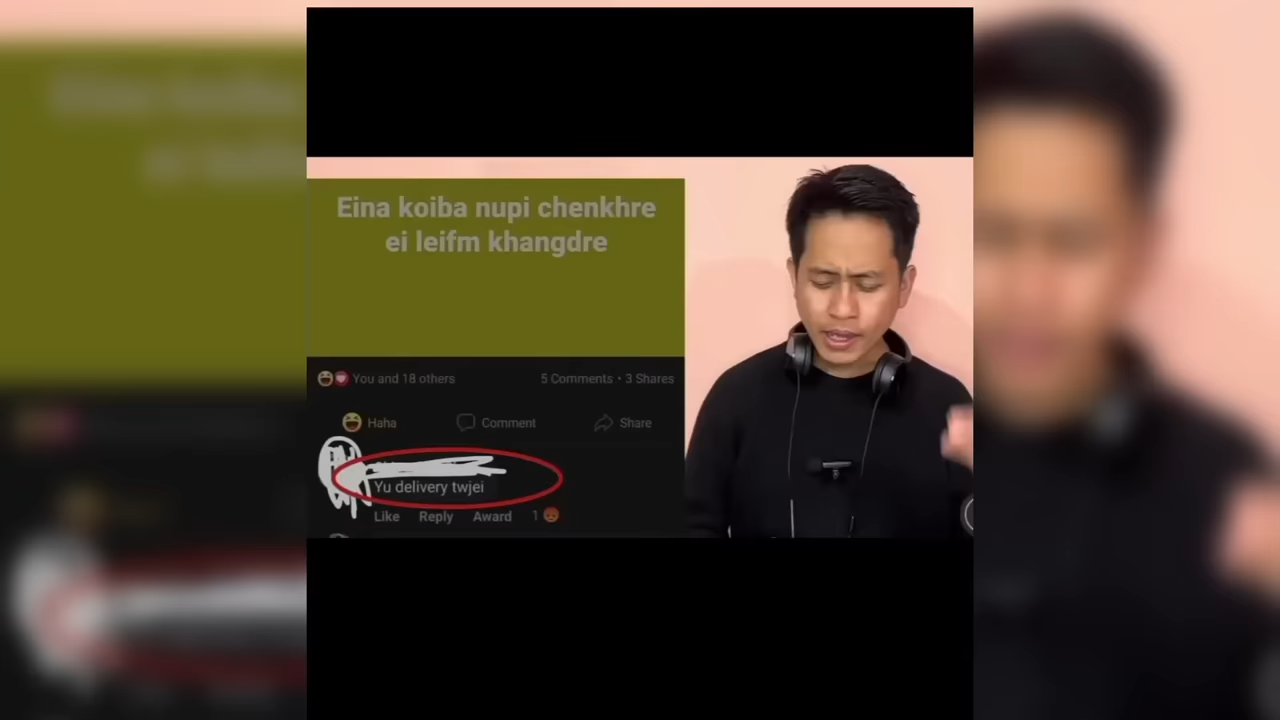 Eina koiba nupi chenkhre
ei leifm khangdre
You and 18 others
5 Comments • 3 Shares
Haha
Comment
Share
Yu delivery twjei
Like
Reply
Award
1